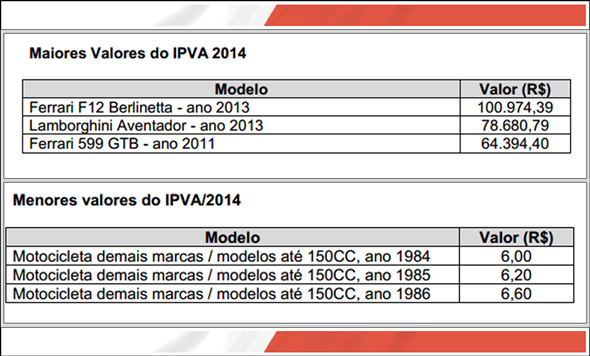 Maiores Valores do IPVA 2014
Modelo Valor (R$)
Ferrari F12 Berlinetta - ano 2013 100.974,39
Lamborghini Aventador - ano 2013 78.680,79
Ferrari 599 GTB - ano 2011 64.394,40
Menores valores do IPVA/2014
Modelo Valor (R$)
Motocicleta demais marcas / modelos até 150CC, ano 1984 6,00
Motocicleta demais marcas / modelos até 150CC, ano 1985 6,20
Motocicleta demais marcas / modelos até 150CC, ano 1986 6,60